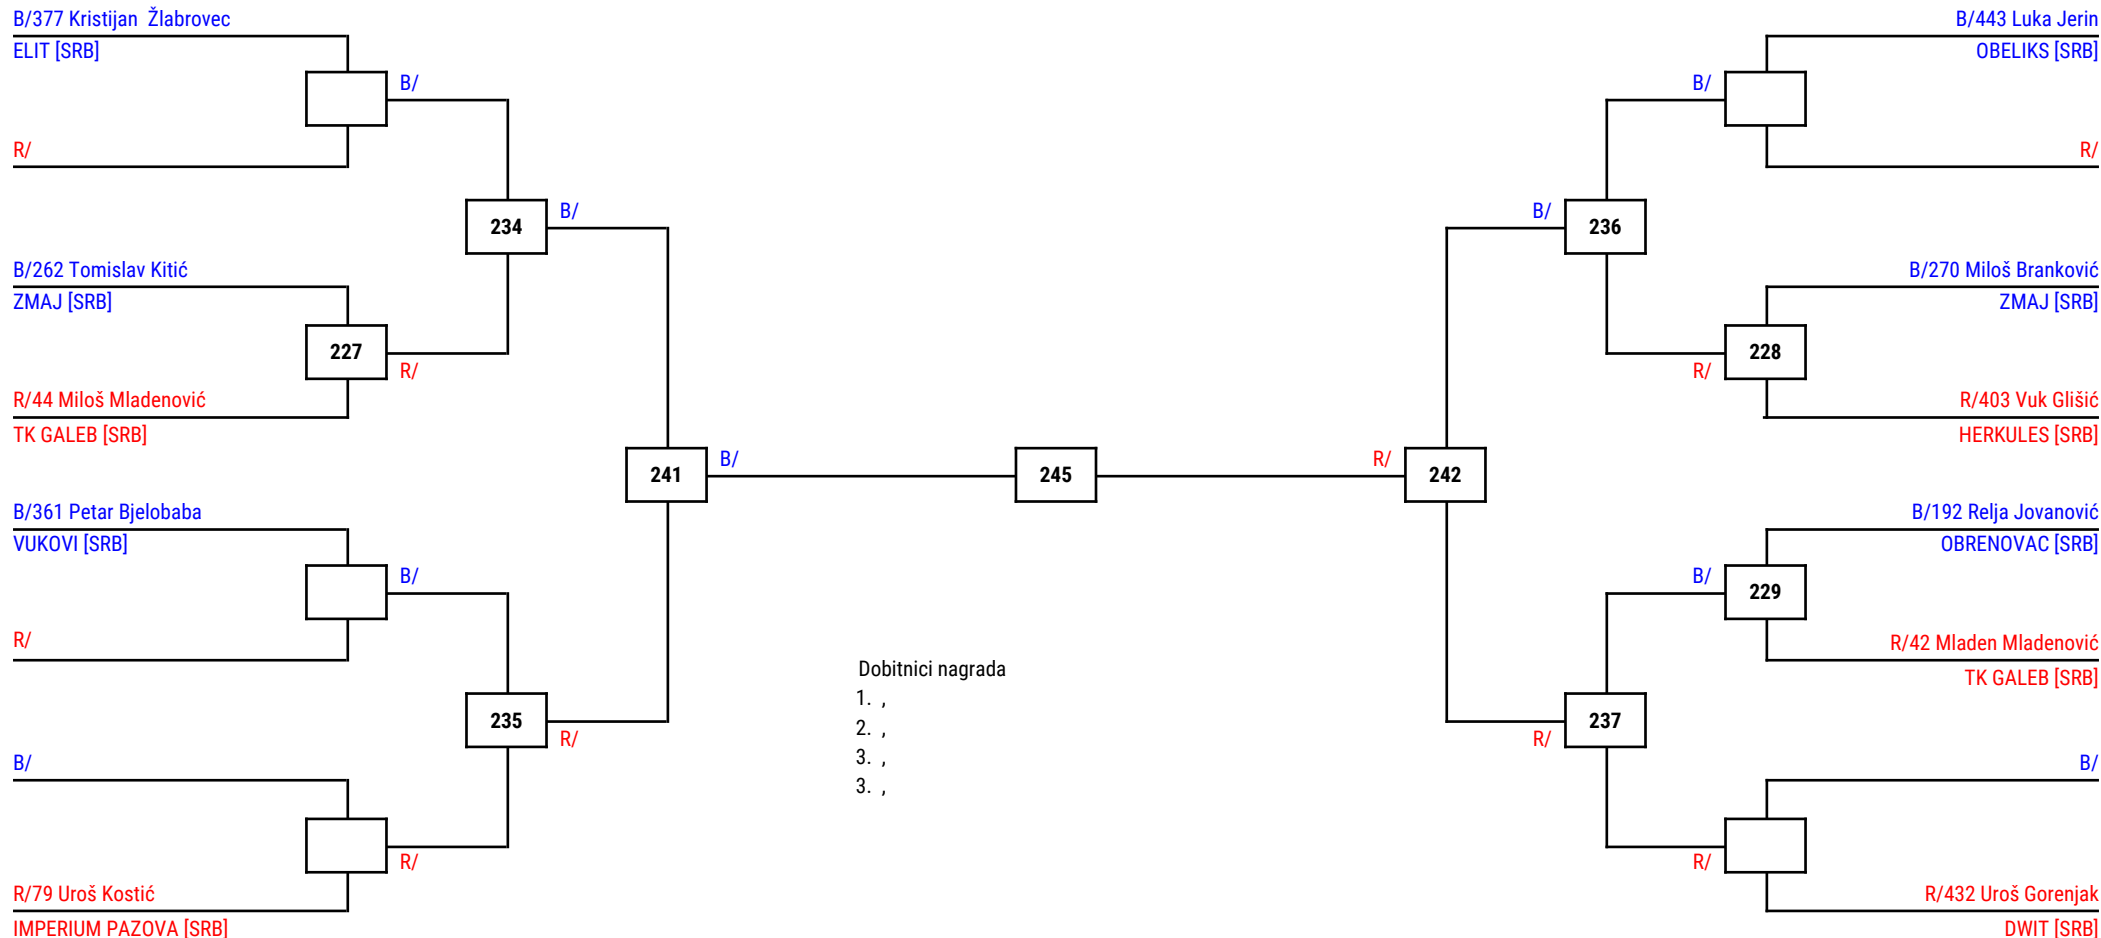 B/377 Kristijan  Žlabrovec
ELIT [SRB]
B/
R/
234
B/
B/262 Tomislav Kitić
ZMAJ [SRB]
227
R/
R/44 Miloš Mladenović
TK GALEB [SRB]
241
B/
B/361 Petar Bjelobaba
VUKOVI [SRB]
B/
R/
235
R/
B/
R/
R/79 Uroš Kostić
IMPERIUM PAZOVA [SRB]
245
Dobitnici nagrada
1. ,
2. ,
3. ,
3. ,
B/443 Luka Jerin
OBELIKS [SRB]
B/
R/
B/
236
B/270 Miloš Branković
ZMAJ [SRB]
228
R/
R/403 Vuk Glišić
HERKULES [SRB]
R/
242
B/192 Relja Jovanović
OBRENOVAC [SRB]
B/
229
R/42 Mladen Mladenović
TK GALEB [SRB]
237
R/
B/
R/
R/432 Uroš Gorenjak
DWIT [SRB]